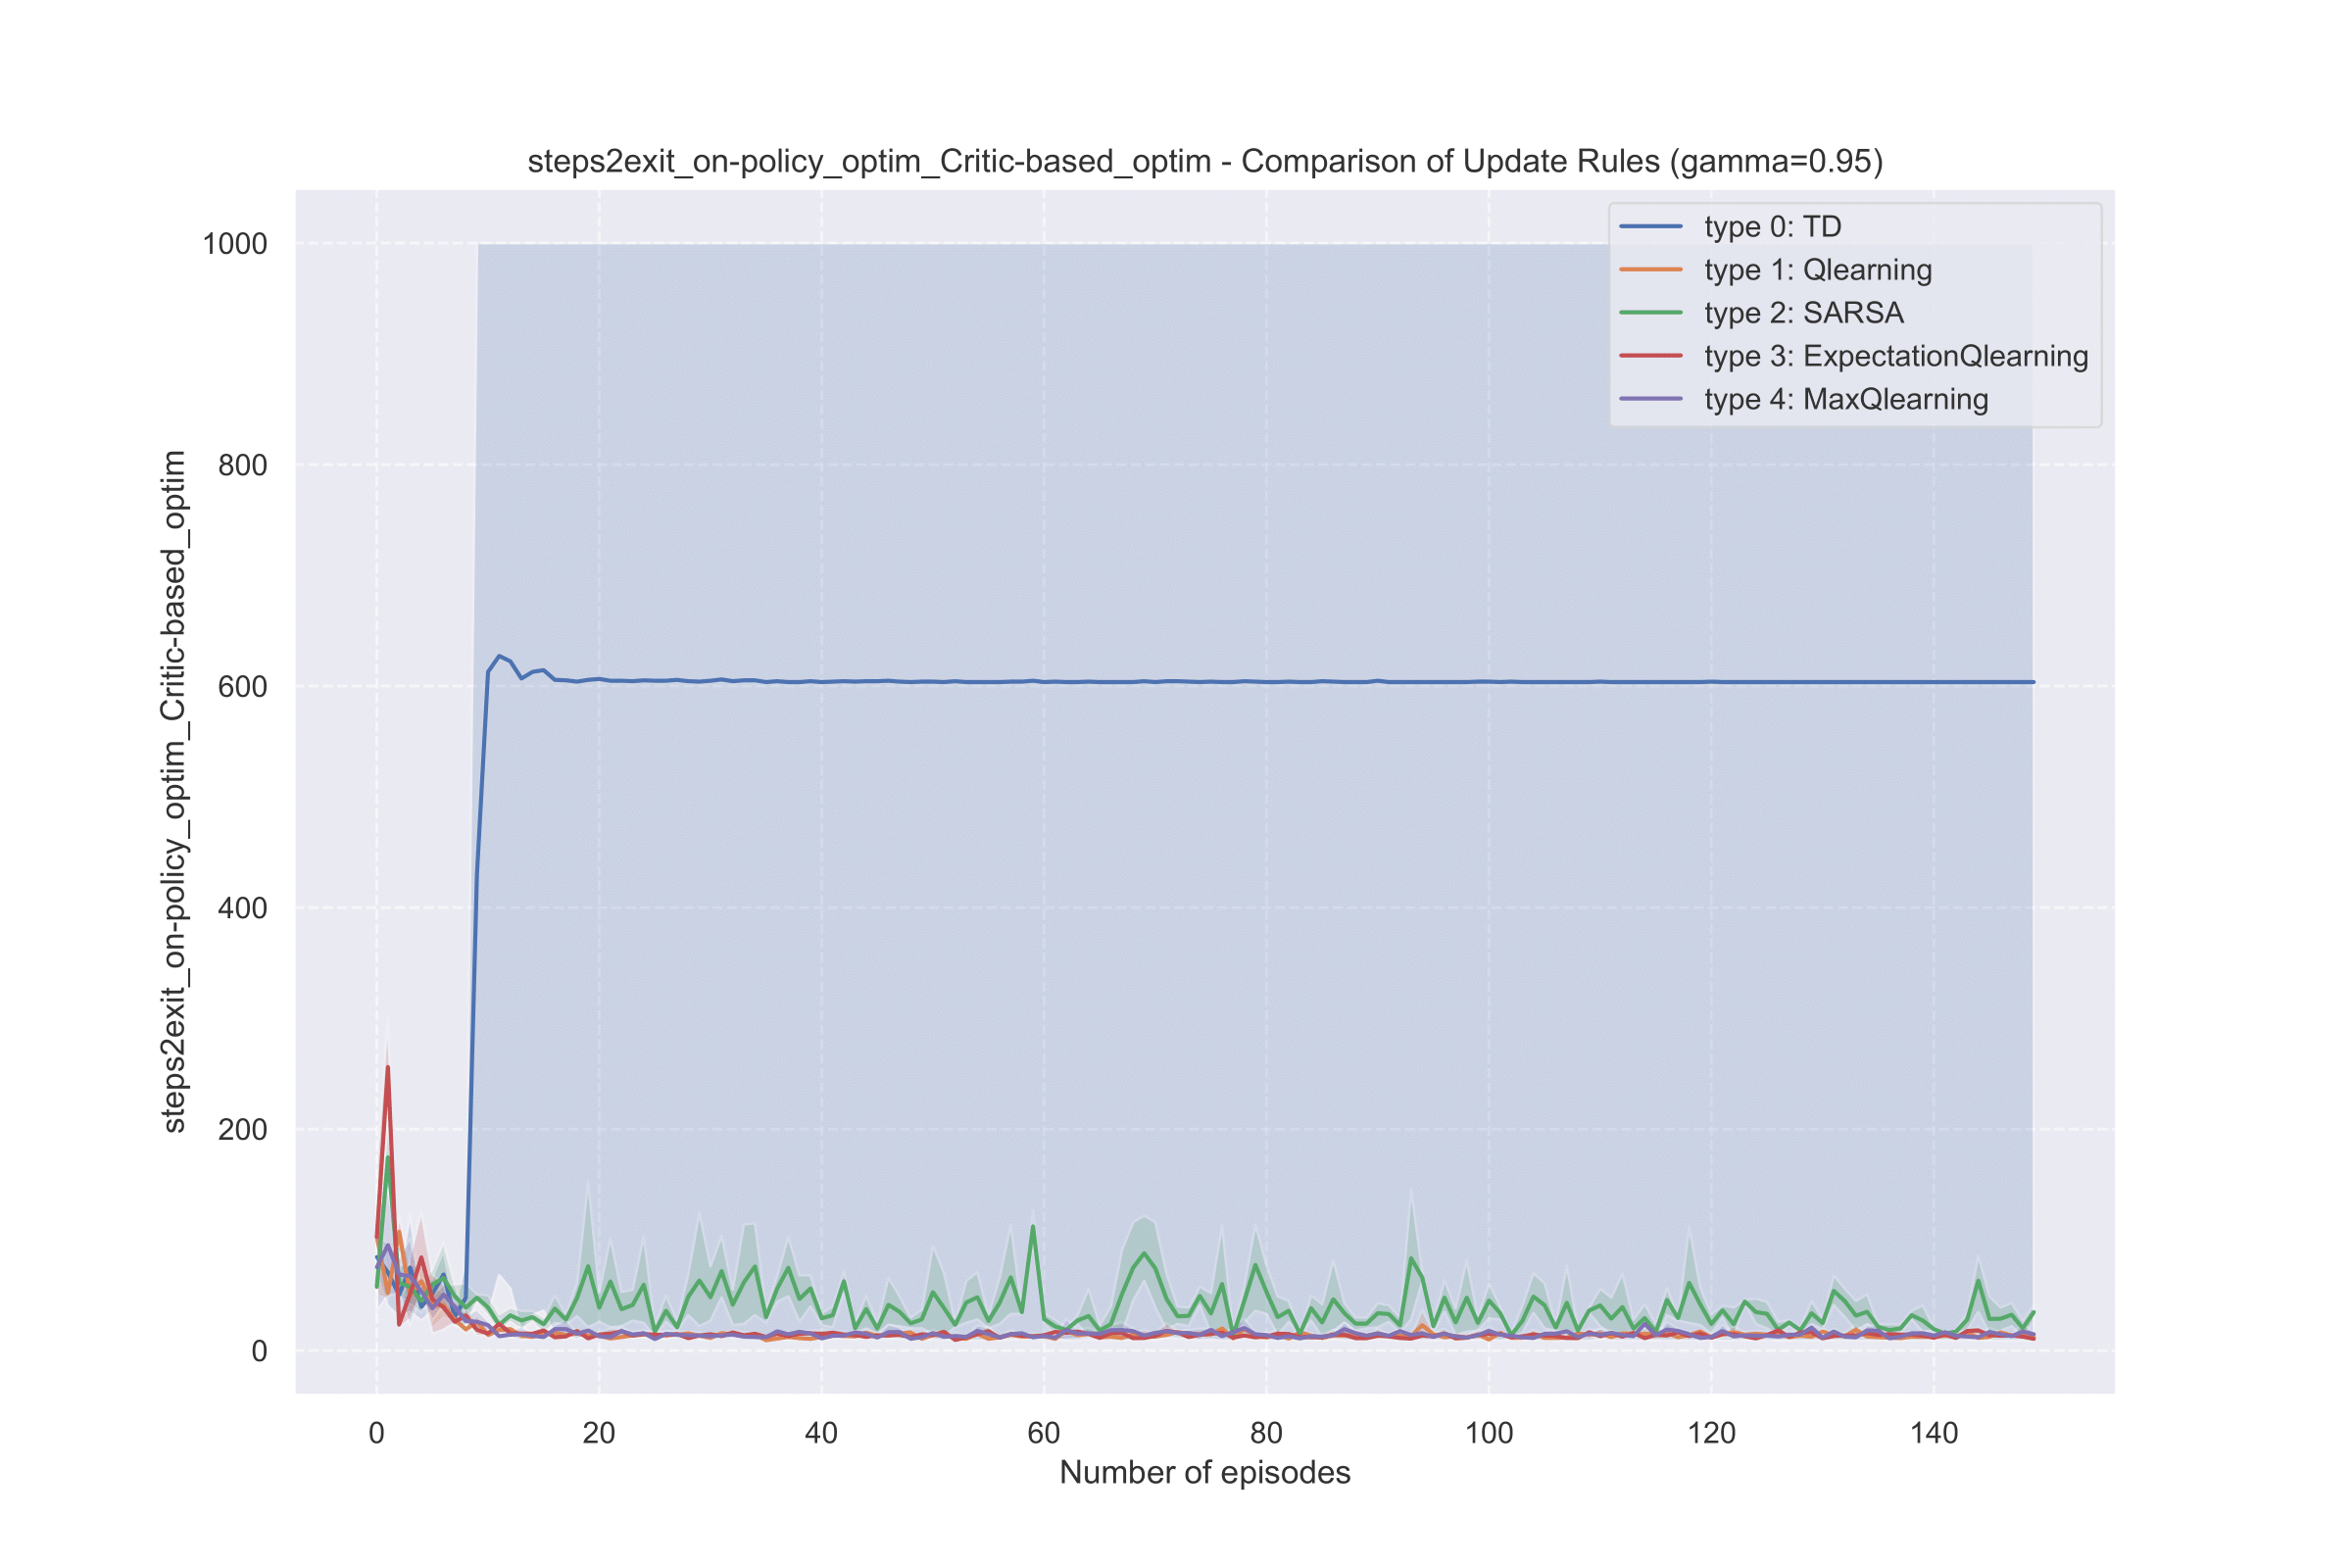 steps2exit_on-policy_optim_Critic-based_optim - Comparison of Update Rules (gamma=0.95)
type 0: TD
type 1: Qlearning
type 2: SARSA
type 3: ExpectationQlearning
type 4: MaxQlearning
steps2exit_on-policy_optim_Critic-based_optim
1000
800
600
400
200
0
0 20 40 60 80 100 120 140
Number of episodes